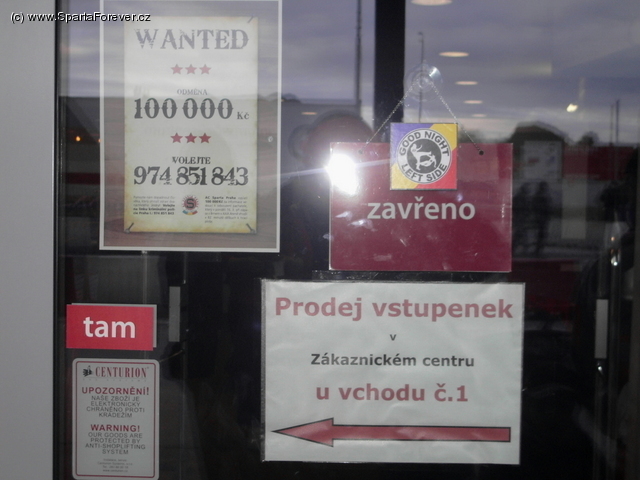 (c) www.SpartaForever.cz
WANTED
ODMĚNA
100 000 Kč
VOLEJTE
974 851 843
GOOD NIGHT
LEFT SIDE
zavřeno
tam
Prodej vstupenek
v
Zákaznickém centru
u vchodu č.1
CENTURION
UPOZORNĚNÍ!
NAŠE ZBOŽÍ JE
ELEKTRONICKY
CHRÁNĚNO PROTI
KRÁDEŽÍM
WARNING!
OUR GOODS ARE
PROTECTED BY
ANTI-SHOPLIFTING
SYSTEM